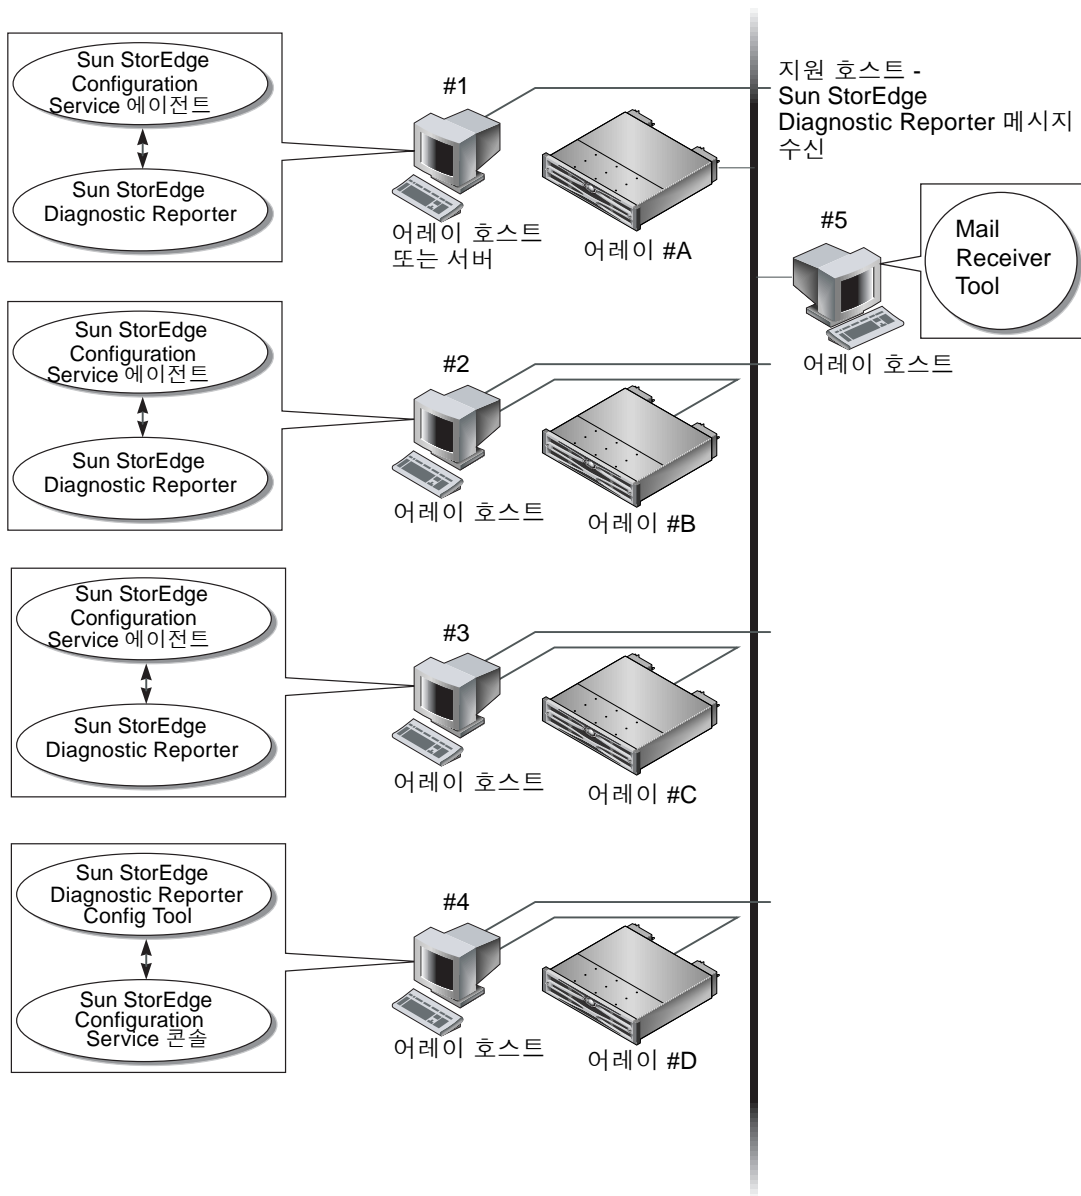 Sun StorEdge
Configuration
Service 에이전트
Sun StorEdge
Diagnostic Reporter
#1
어레이 호스트
또는 서버
어레이 #A
지원 호스트 -
Sun StorEdge
Diagnostic Reporter 메시지
수신
#5
Mail
Receiver
Tool
어레이 호스트
Sun StorEdge
Configuration
Service 에이전트
Sun StorEdge
Diagnostic Reporter
#2
어레이 호스트
어레이 #B
Sun StorEdge
Configuration
Service 에이전트
Sun StorEdge
Diagnostic Reporter
#3
어레이 호스트
어레이 #C
Sun StorEdge
Diagnostic Reporter
Config Tool
Sun StorEdge
Configuration
Service 콘솔
#4
어레이 호스트
어레이 #D